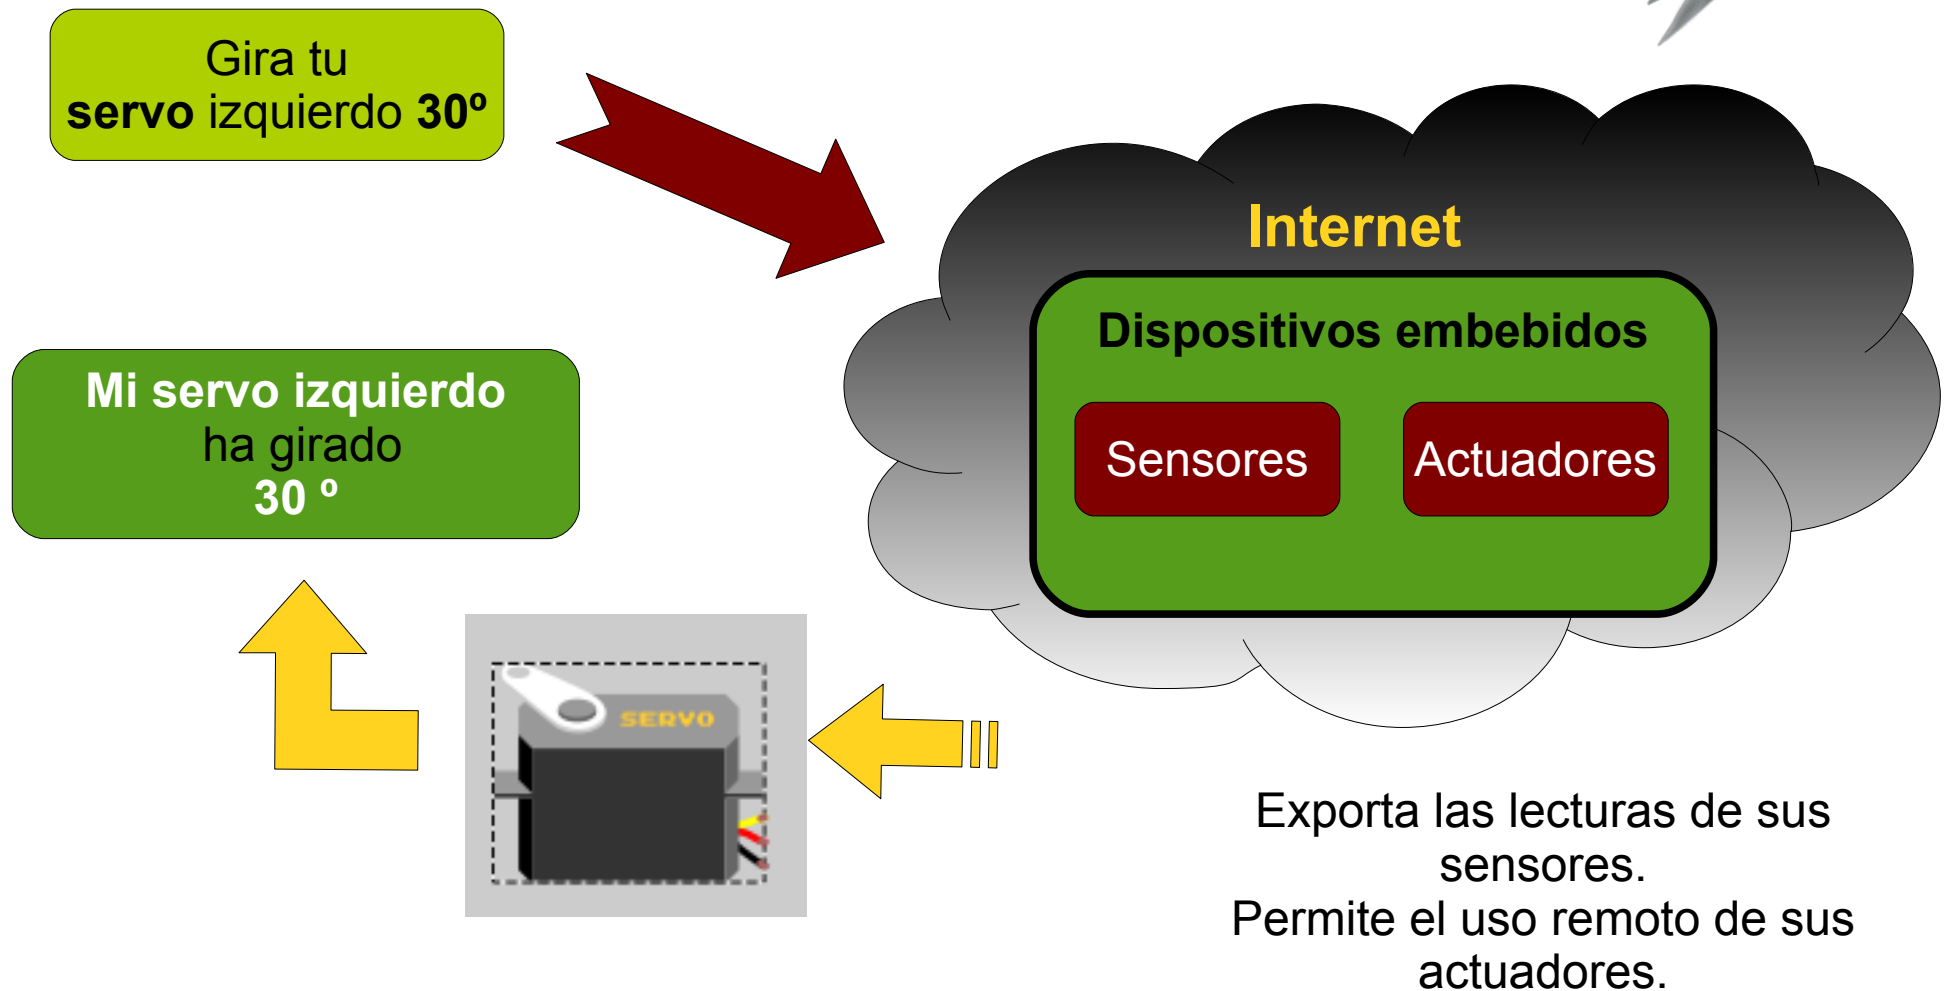 Gira tu
servo izquierdo 30º
Internet
Dispositivos embebidos
Sensores
Actuadores
Mi servo izquierdo
ha girado
30 º
SERVO
Exporta las lecturas de sus
sensores.
Permite el uso remoto de sus
actuadores.